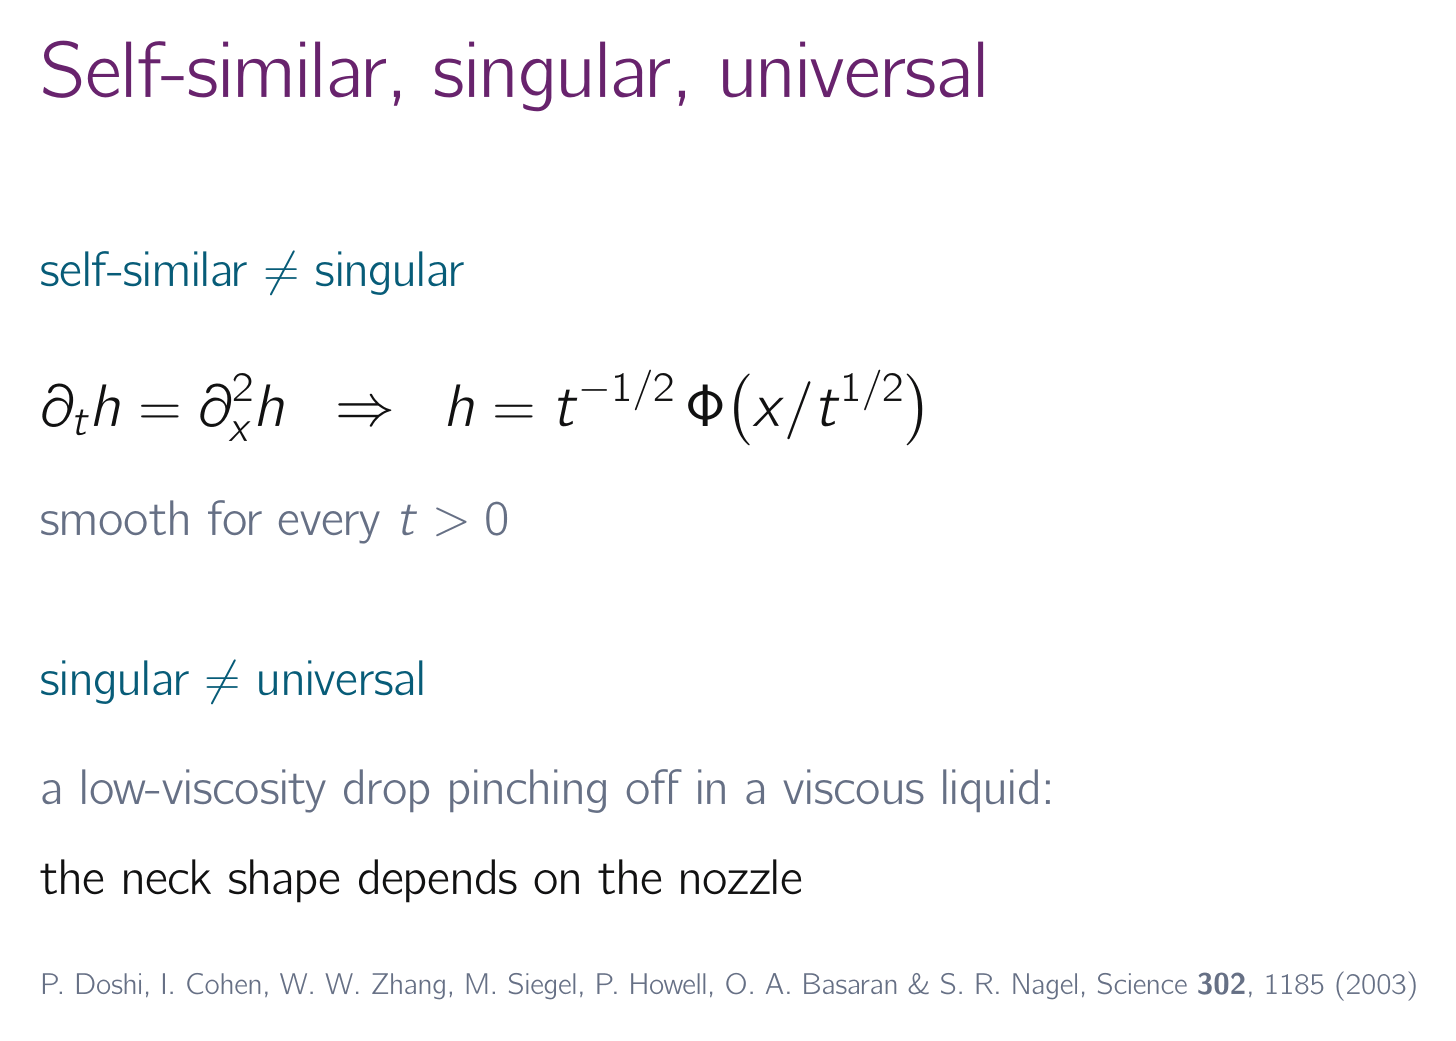 Self-similar, singular, universal
self-similar ≠ singular
∂ₜh = ∂ₓ²h ⇒ h = t^{−1/2} Φ(x/t^{1/2})
smooth for every t > 0
singular ≠ universal
a low-viscosity drop pinching off in a viscous liquid:
the neck shape depends on the nozzle
P. Doshi, I. Cohen, W. W. Zhang, M. Siegel, P. Howell, O. A. Basaran & S. R. Nagel, Science 302, 1185 (2003)